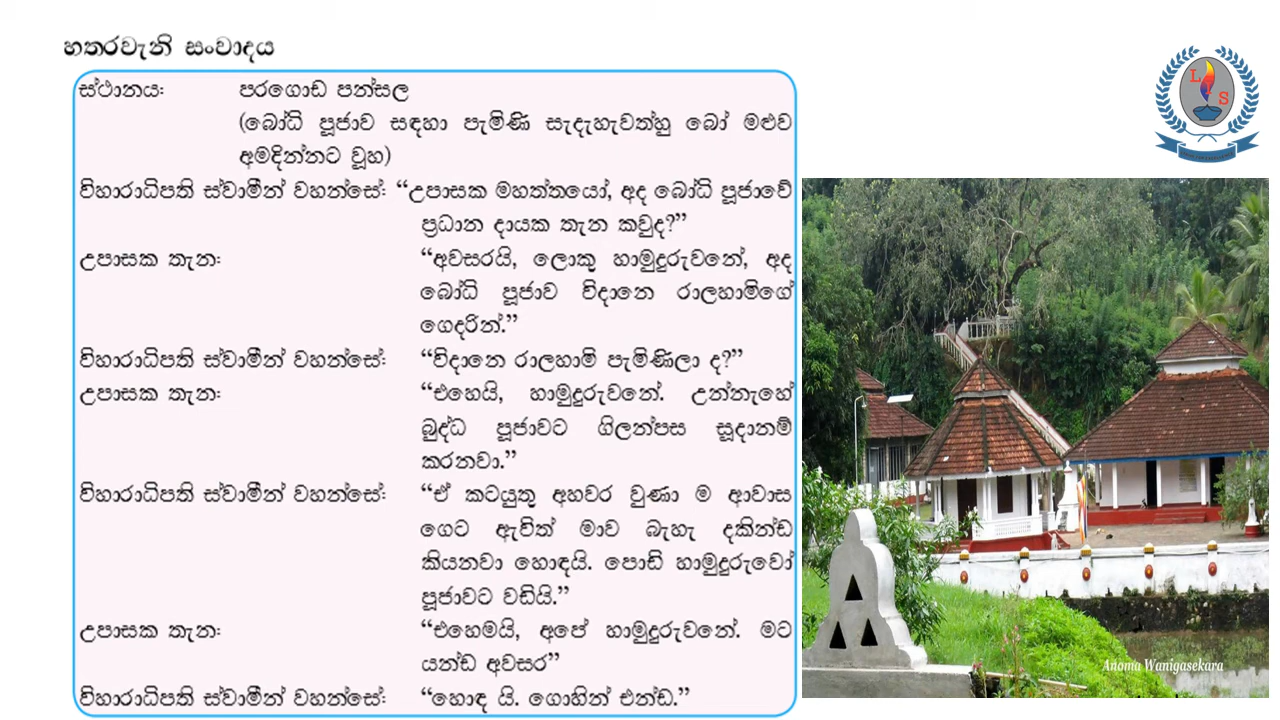 හතරවැනි සංවාදය
ස්ථානය: පරගොඩ පන්සල
(බෝධි පූජාව සඳහා පැමිණි සැදැහැවත්හු බෝ මළුව
අමදින්නට වූහ)
විහාරාධිපති ස්වාමීන් වහන්සේ: “උපාසක මහත්තයෝ, අද බෝධි පූජාවේ
ප්‍රධාන දායක තැන කවුද?”
උපාසක තැන: “අවසරයි, ලොකු හාමුදුරුවනේ, අද
බෝධි පූජාව විදානෙ රාලහාමිගේ
ගෙදරින්.”
විහාරාධිපති ස්වාමීන් වහන්සේ: “විදානෙ රාලහාමි පැමිණිලා ද?”
උපාසක තැන: “එහෙයි, හාමුදුරුවනේ. උන්නැහේ
බුද්ධ පූජාවට ගිලන්පස සූදානම්
කරනවා.”
විහාරාධිපති ස්වාමීන් වහන්සේ: “ඒ කටයුතු අහවර වුණා ම ආවාස
ගෙට ඇවිත් මාව බැහැ දකින්ඩ
කියනවා හොඳයි. පොඩි හාමුදුරුවෝ
පූජාවට වඩියි.”
උපාසක තැන: “එහෙමයි, අපේ හාමුදුරුවනේ. මට
යන්ඩ අවසර”
විහාරාධිපති ස්වාමීන් වහන්සේ: “හොඳ යි. ගොහින් එන්ඩ.”
L S
Anoma Wanigasekara